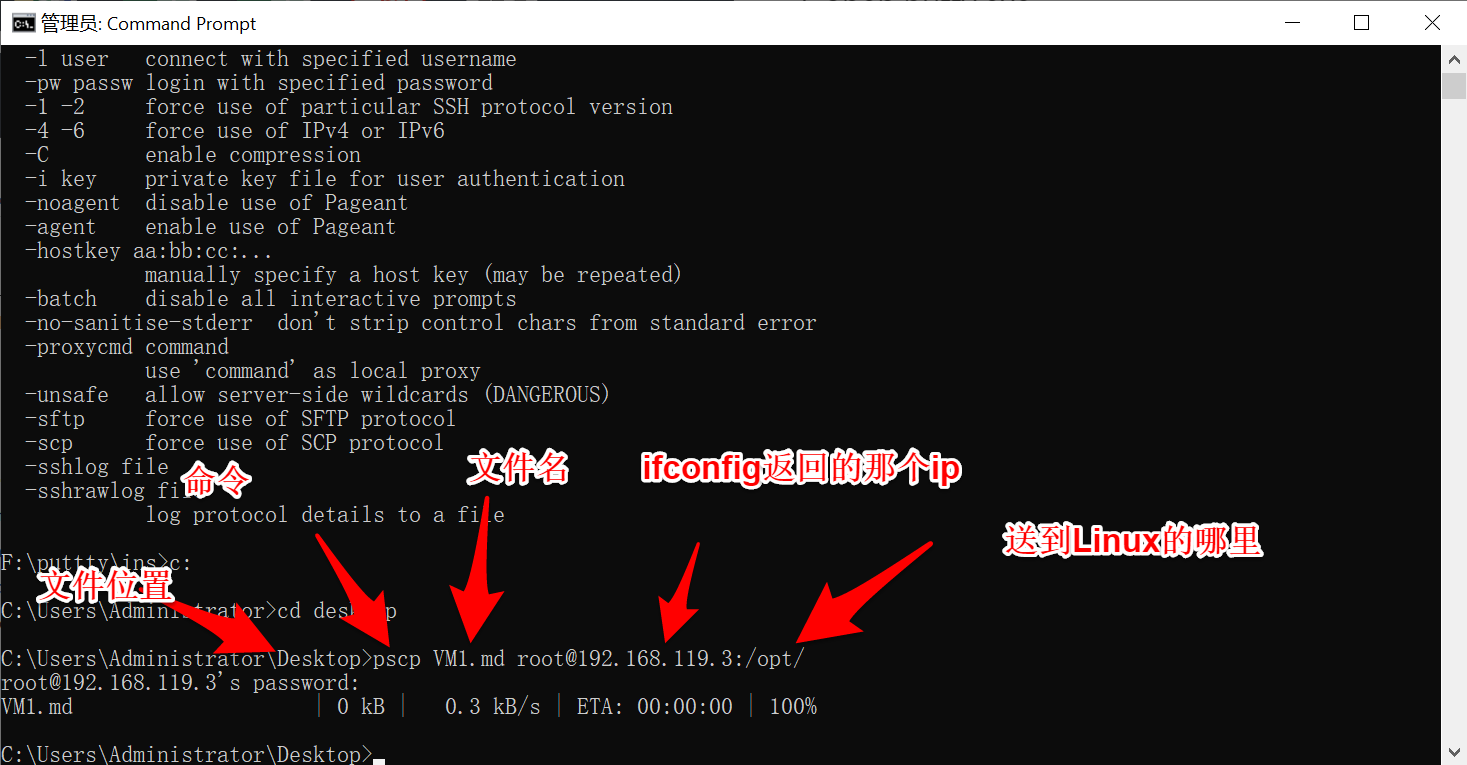 管理员: Command Prompt
-l user connect with specified username
-pw passw login with specified password
-1 -2 force use of particular SSH protocol version
-4 -6 force use of IPv4 or IPv6
-C enable compression
-i key private key file for user authentication
-noagent disable use of Pageant
-agent enable use of Pageant
-hostkey aa:bb:cc:...
manually specify a host key (may be repeated)
-batch disable all interactive prompts
-no-sanitise-stderr don't strip control chars from standard error
-proxycmd command
use 'command' as local proxy
-unsafe allow server-side wildcards (DANGEROUS)
-sftp force use of SFTP protocol
-scp force use of SCP protocol
-sshlog file
命令 文件名 ifconfig返回的那个ip
-sshrawlog file
log protocol details to a file
送到Linux的哪里
F:\puttty\ins>c:
文件位置
C:\Users\Administrator>cd desktop
C:\Users\Administrator\Desktop>pscp VM1.md root@192.168.119.3:/opt/
root@192.168.119.3's password:
VM1.md | 0 kB | 0.3 kB/s | ETA: 00:00:00 | 100%
C:\Users\Administrator\Desktop>